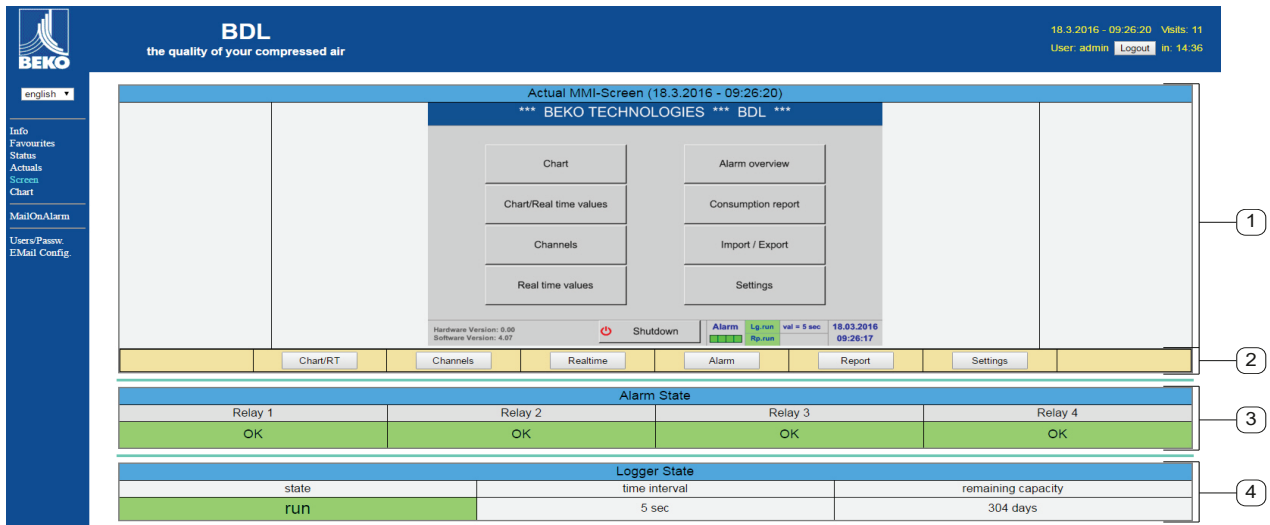 BEKO
BDL
the quality of your compressed air
18.3.2016 - 09:26:20 Visits: 11
User: admin Logout in: 14:36
english
Info
Favourites
Status
Actuals
Screen
Chart
MailOnAlarm
Users/Passw.
EMail Config.
Actual MMI-Screen (18.3.2016 - 09:26:20)
*** BEKO TECHNOLOGIES *** BDL ***
Chart
Alarm overview
Chart/Real time values
Consumption report
Channels
Import / Export
Real time values
Settings
Hardware Version: 0.00
Software Version: 4.07
Shutdown
Alarm
Lg.run
Rp.run
val = 5 sec
18.03.2016
09:26:17
1
Chart/RT
Channels
Realtime
Alarm
Report
Settings
2
Alarm State
Relay 1
Relay 2
Relay 3
Relay 4
OK
OK
OK
OK
3
Logger State
state
time interval
remaining capacity
run
5 sec
304 days
4